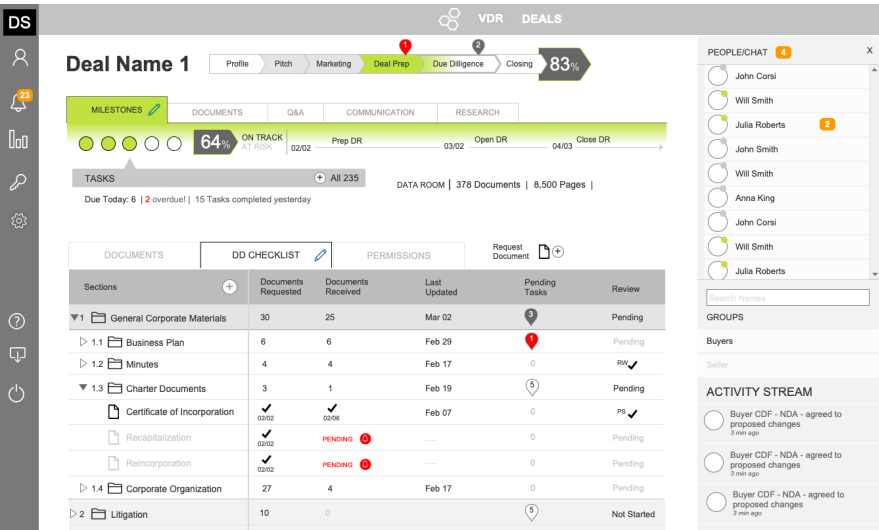 DS
VDR DEALS
Deal Name 1
1
2
Profile Pitch Marketing Deal Prep Due Dilligence Closing 83%
23
MILESTONES DOCUMENTS Q&A COMMUNICATION RESEARCH
64% ON TRACK
AT RISK
02/02 Prep DR 03/02 Open DR 04/03 Close DR
TASKS + All 235
Due Today: 6 | 2 overdue! | 15 Tasks completed yesterday
DATA ROOM | 378 Documents | 8,500 Pages |
DOCUMENTS DD CHECKLIST PERMISSIONS
Request
Document
Sections
Documents
Requested
Documents
Received
Last
Updated
Pending
Tasks
Review
1 General Corporate Materials 30 25 Mar 02 3 Pending
1.1 Business Plan 6 6 Feb 29 1 Pending
1.2 Minutes 4 4 Feb 17 0 RW
1.3 Charter Documents 3 1 Feb 19 5 Pending
Certificate of Incorporation 02/02 02/06 Feb 07 0 PS
Recapitalization 02/02 PENDING 0 Pending
Reincorporation 02/02 PENDING 0 Pending
1.4 Corporate Organization 27 4 Feb 17 0 Pending
2 Litigation 10 0 5 Not Started
PEOPLE/CHAT 4 X
John Corsi
Will Smith
Julia Roberts 2
John Smith
Will Smith
Anna King
John Corsi
Will Smith
Julia Roberts
Search Names
GROUPS
Buyers
Seller
ACTIVITY STREAM
Buyer CDF - NDA - agreed to
proposed changes
3 min ago
Buyer CDF - NDA - agreed to
proposed changes
3 min ago
Buyer CDF - NDA - agreed to
proposed changes
3 min ago